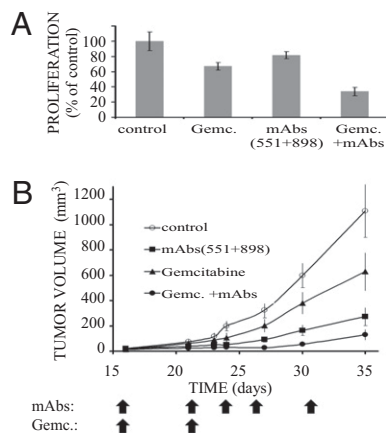 A
PROLIFERATION
(% of control)
100
80
60
40
20
0
control
Gemc.
mAbs
(551+898)
Gemc.
+mAbs
B
TUMOR VOLUME (mm³)
1200
1000
800
600
400
200
0
control
mAbs(551+898)
Gemcitabine
Gemc. +mAbs
15 20 25 30 35
TIME (days)
mAbs:
Gemc.: